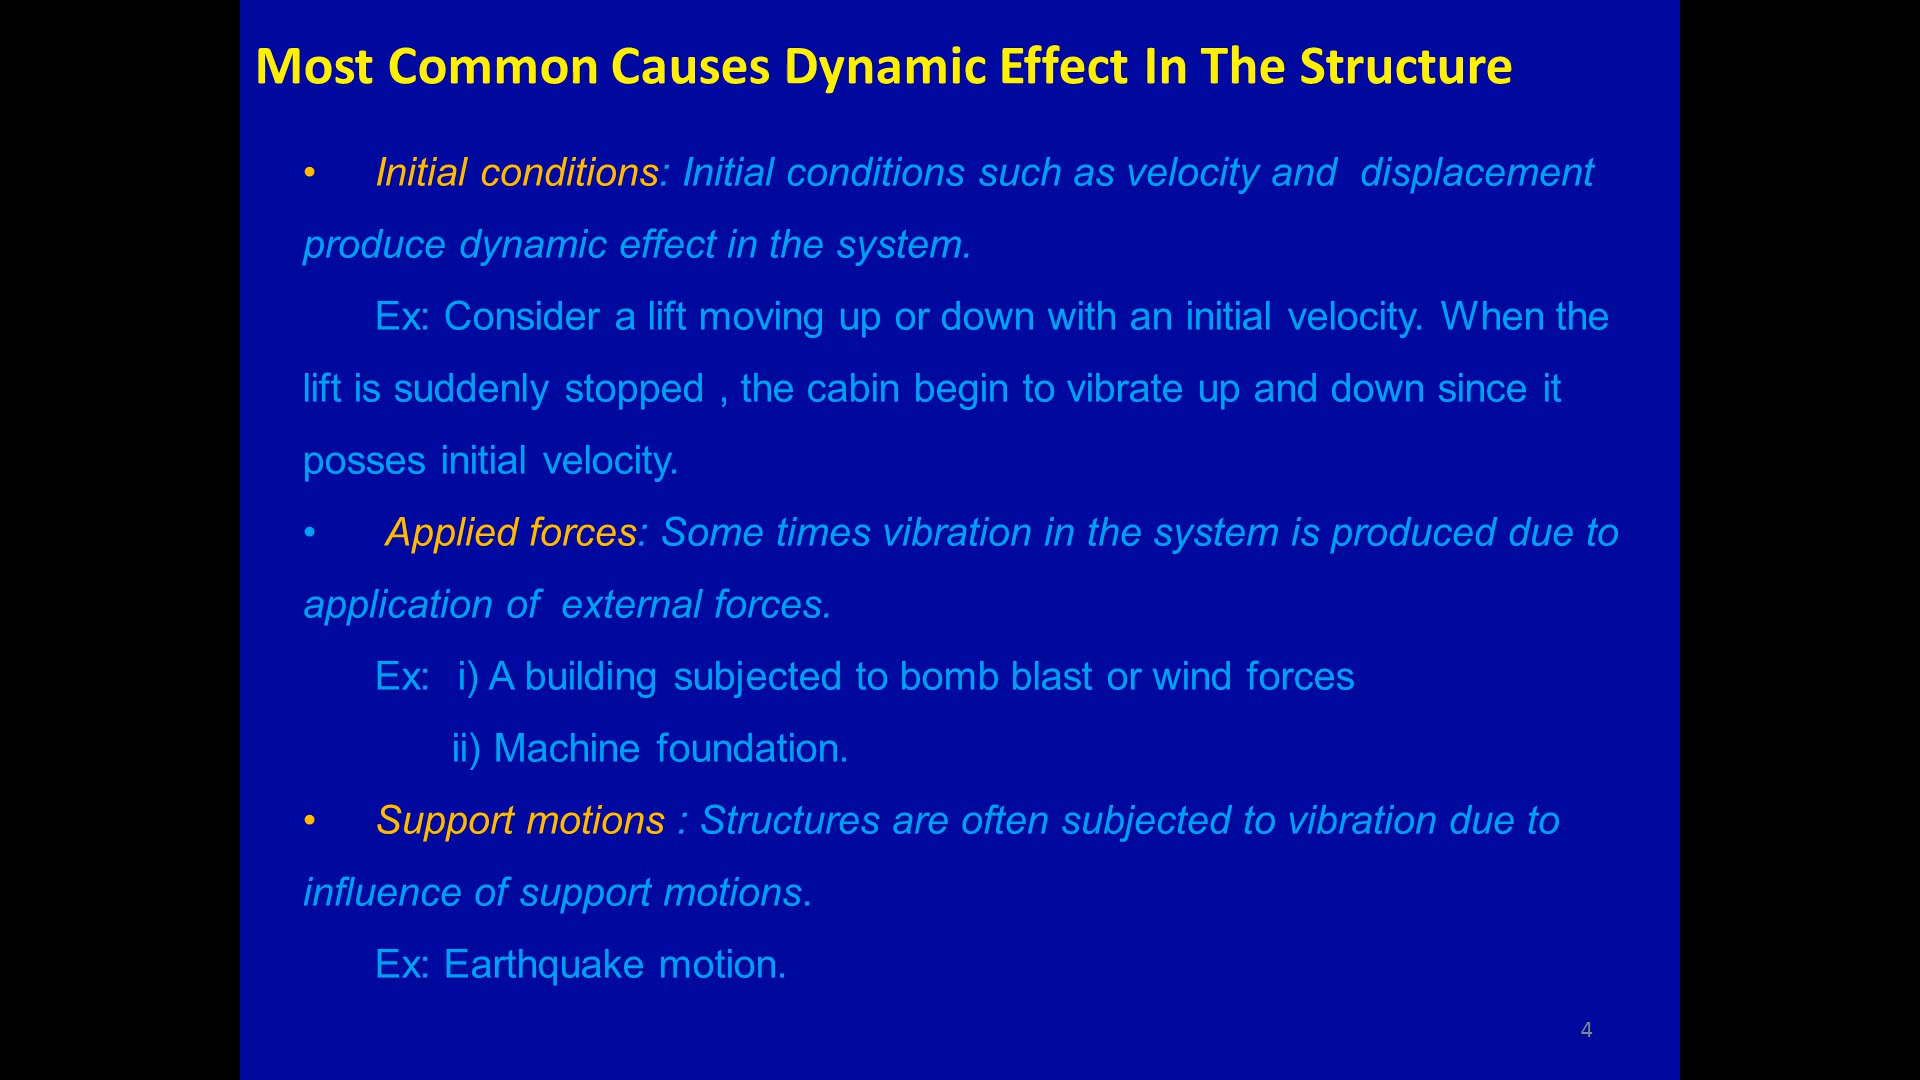 Most Common Causes Dynamic Effect In The Structure
• Initial conditions: Initial conditions such as velocity and displacement
produce dynamic effect in the system.
Ex: Consider a lift moving up or down with an initial velocity. When the
lift is suddenly stopped , the cabin begin to vibrate up and down since it
posses initial velocity.
• Applied forces: Some times vibration in the system is produced due to
application of external forces.
Ex: i) A building subjected to bomb blast or wind forces
ii) Machine foundation.
• Support motions : Structures are often subjected to vibration due to
influence of support motions.
Ex: Earthquake motion.
4